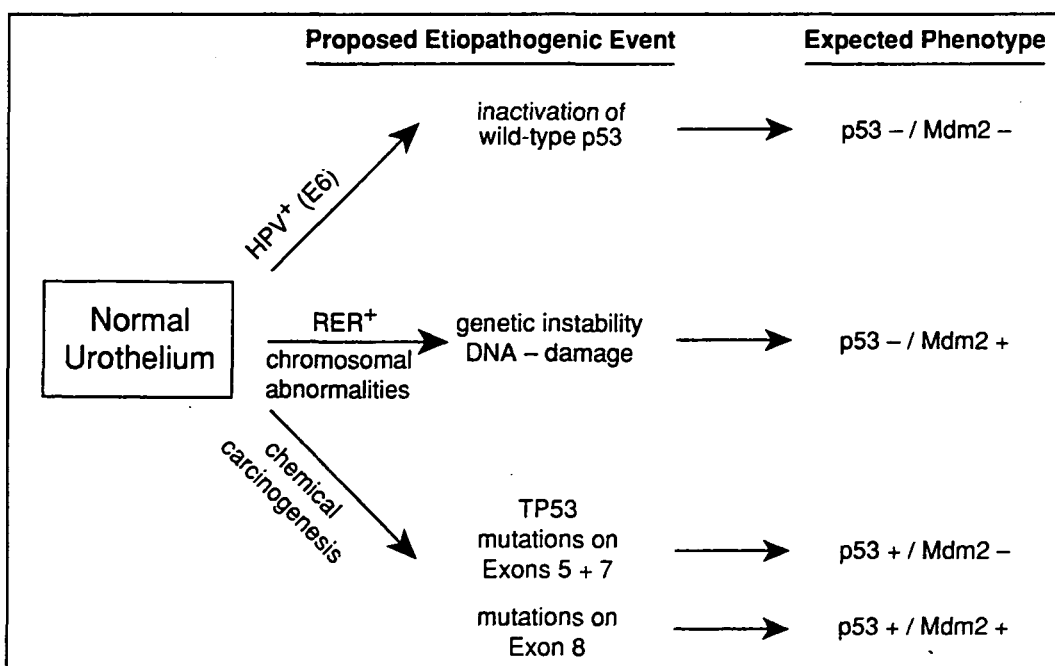 Proposed Etiopathogenic Event
Expected Phenotype
inactivation of
wild-type p53
p53 – / Mdm2 –
HPV+ (E6)
Normal
Urothelium
RER+
chromosomal
abnormalities
genetic instability
DNA – damage
p53 – / Mdm2 +
chemical
carcinogenesis
TP53
mutations on
Exons 5 + 7
p53 + / Mdm2 –
mutations on
Exon 8
p53 + / Mdm2 +